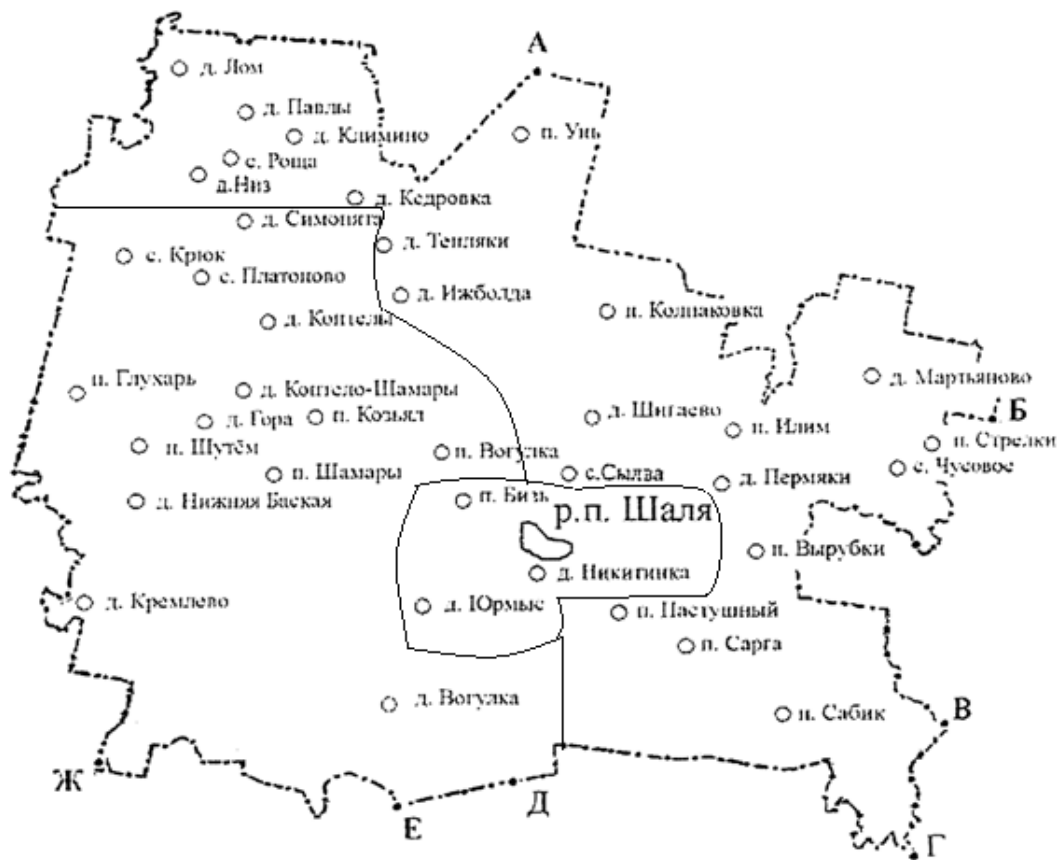 А
д. Лом
д. Павлы
д. Климино
п. Унь
с. Роща
д.Низ
д. Кедровка
д. Симонята
д. Тепляки
с. Крюк
с. Платоново
д. Ижболда
п. Колпаковка
д. Коптелы
п. Глухарь
д. Мартьяново
д. Коптело-Шамары
Б
д. Гора
п. Козьял
д. Шигаево
п. Илим
п. Стрелки
п. Шутём
п. Вогулка
с. Чусовое
п. Шамары
с.Сылва
д. Пермяки
д. Нижняя Баская
п. Бизь
р.п. Шаля
п. Вырубки
д. Никитинка
д. Кремлево
д. Юрмыс
п. Пастушный
п. Сарга
д. Вогулка
п. Сабик
В
Ж
Е
Д
Г